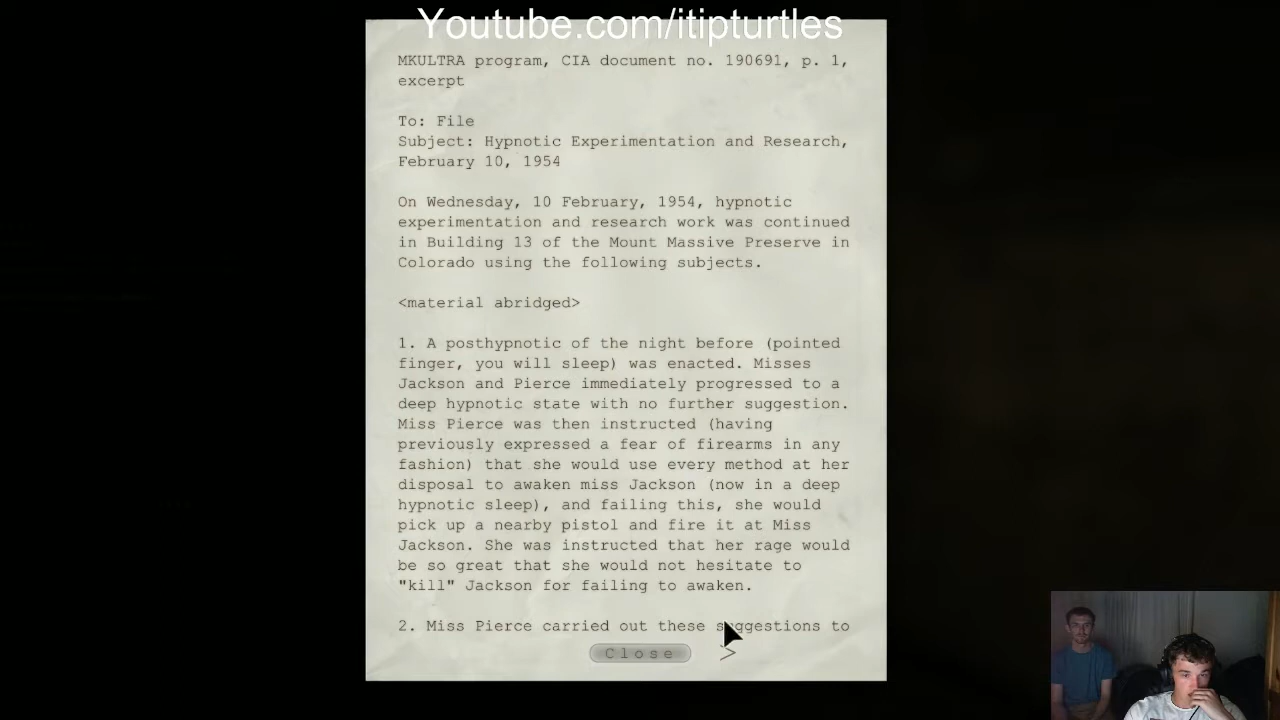 Youtube.com/itipturtles
MKULTRA program, CIA document no. 190691, p. 1,
excerpt
To: File
Subject: Hypnotic Experimentation and Research,
February 10, 1954
On Wednesday, 10 February, 1954, hypnotic
experimentation and research work was continued
in Building 13 of the Mount Massive Preserve in
Colorado using the following subjects.
<material abridged>
1. A posthypnotic of the night before (pointed
finger, you will sleep) was enacted. Misses
Jackson and Pierce immediately progressed to a
deep hypnotic state with no further suggestion.
Miss Pierce was then instructed (having
previously expressed a fear of firearms in any
fashion) that she would use every method at her
disposal to awaken miss Jackson (now in a deep
hypnotic sleep), and failing this, she would
pick up a nearby pistol and fire it at Miss
Jackson. She was instructed that her rage would
be so great that she would not hesitate to
"kill" Jackson for failing to awaken.
2. Miss Pierce carried out these suggestions to
Close >